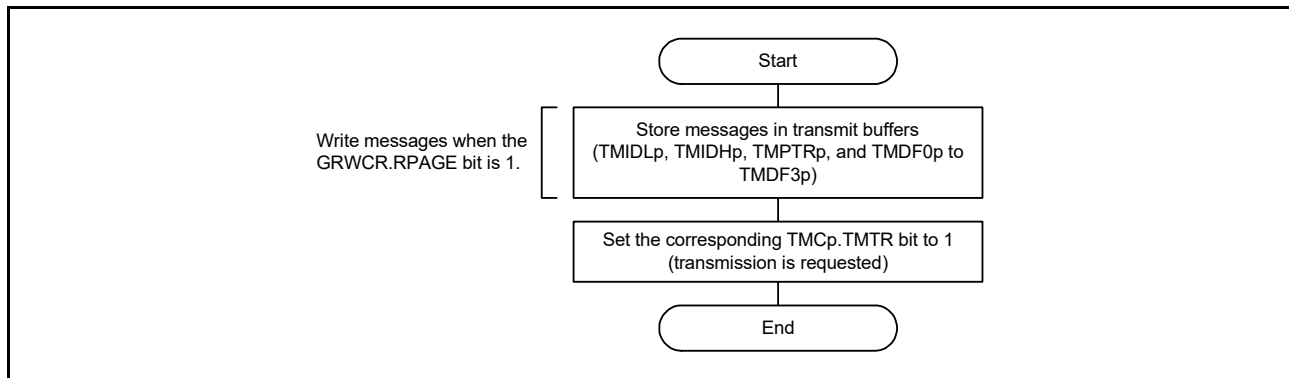 Start
Write messages when the
GRWCR.RPAGE bit is 1.
Store messages in transmit buffers
(TMIDLp, TMIDHp, TMPTRp, and TMDF0p to
TMDF3p)
Set the corresponding TMCp.TMTR bit to 1
(transmission is requested)
End